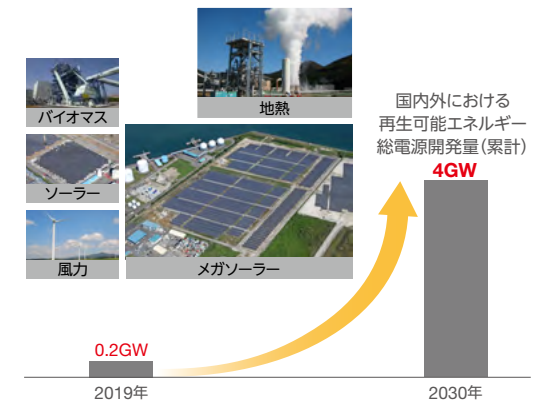 地熱
バイオマス
ソーラー
風力
メガソーラー
国内外における
再生可能エネルギー
総電源開発量(累計)
4GW
0.2GW
2019年
2030年